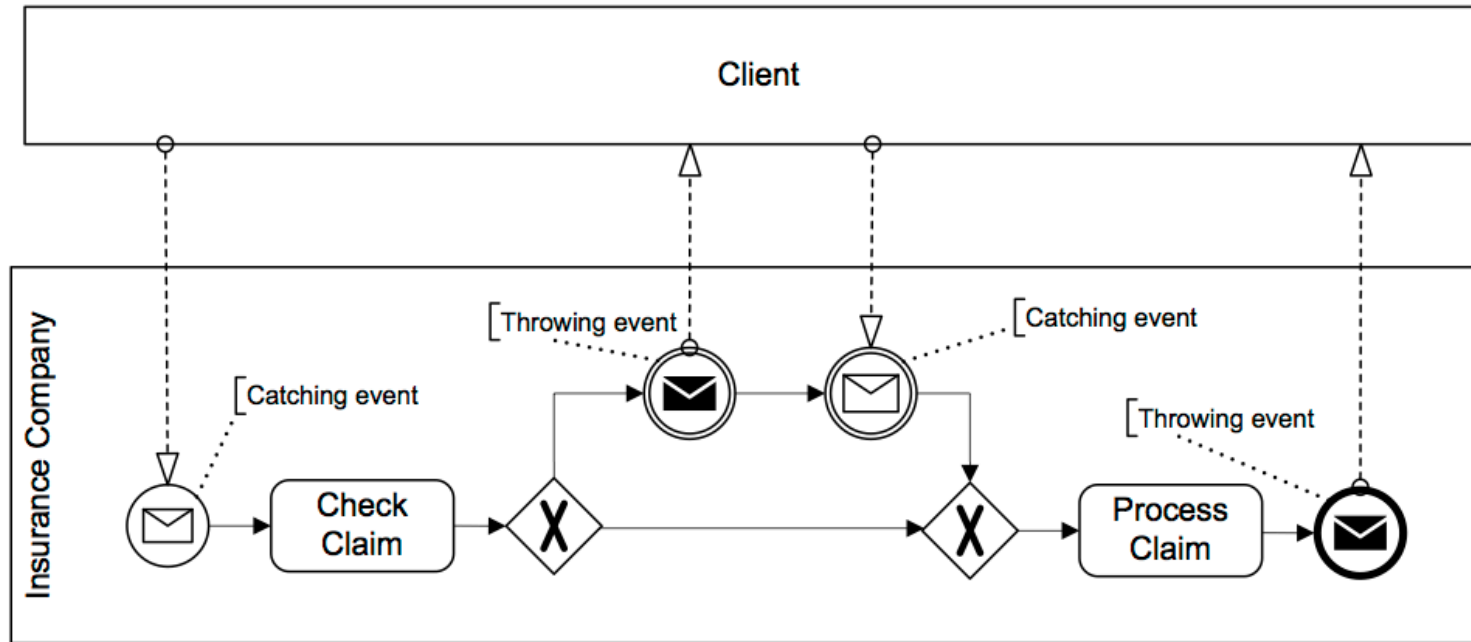 Client
Insurance Company
Throwing event
Catching event
Catching event
Throwing event
Check
Claim
X
X
Process
Claim